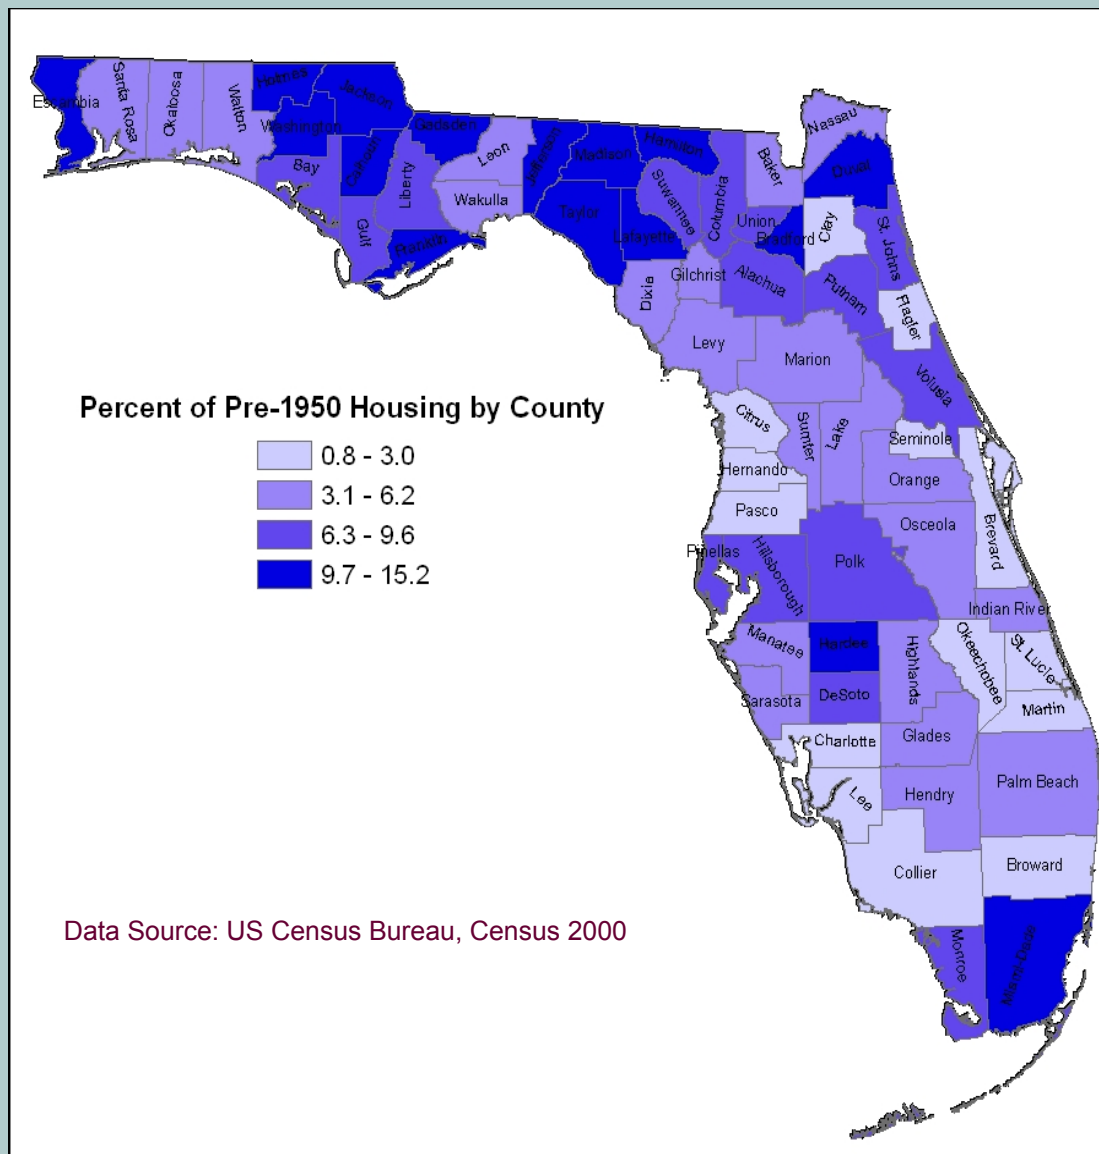 Escambia
Santa Rosa
Okaloosa
Walton
Holmes
Jackson
Washington
Bay
Calhoun
Gulf
Liberty
Gadsden
Franklin
Leon
Wakulla
Jefferson
Madison
Taylor
Hamilton
Lafayette
Suwannee
Columbia
Baker
Nassau
Duval
Union
Bradford
Clay
St. Johns
Dixie
Gilchrist
Alachua
Putnam
Flagler
Levy
Marion
Volusia
Percent of Pre-1950 Housing by County
0.8 - 3.0
3.1 - 6.2
6.3 - 9.6
9.7 - 15.2
Citrus
Sumter
Lake
Seminole
Hernando
Orange
Pasco
Osceola
Brevard
Pinellas
Hillsborough
Polk
Indian River
Manatee
Hardee
Highlands
Okeechobee
St. Lucie
Sarasota
DeSoto
Martin
Charlotte
Glades
Lee
Hendry
Palm Beach
Collier
Broward
Data Source: US Census Bureau, Census 2000
Monroe
Miami-Dade